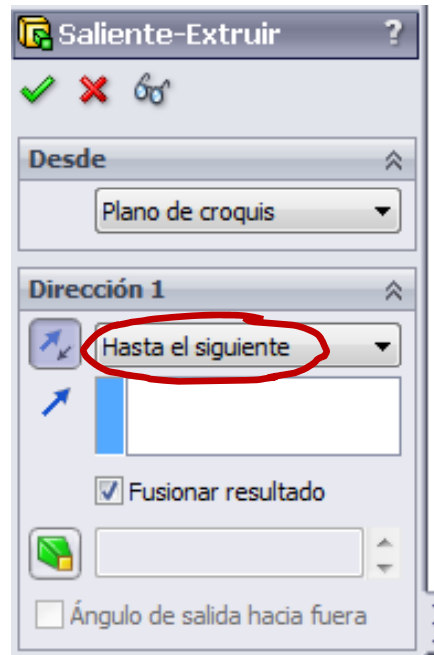 Saliente-Extruir ?
Desde
Plano de croquis
Dirección 1
Hasta el siguiente
Fusionar resultado
Ángulo de salida hacia fuera